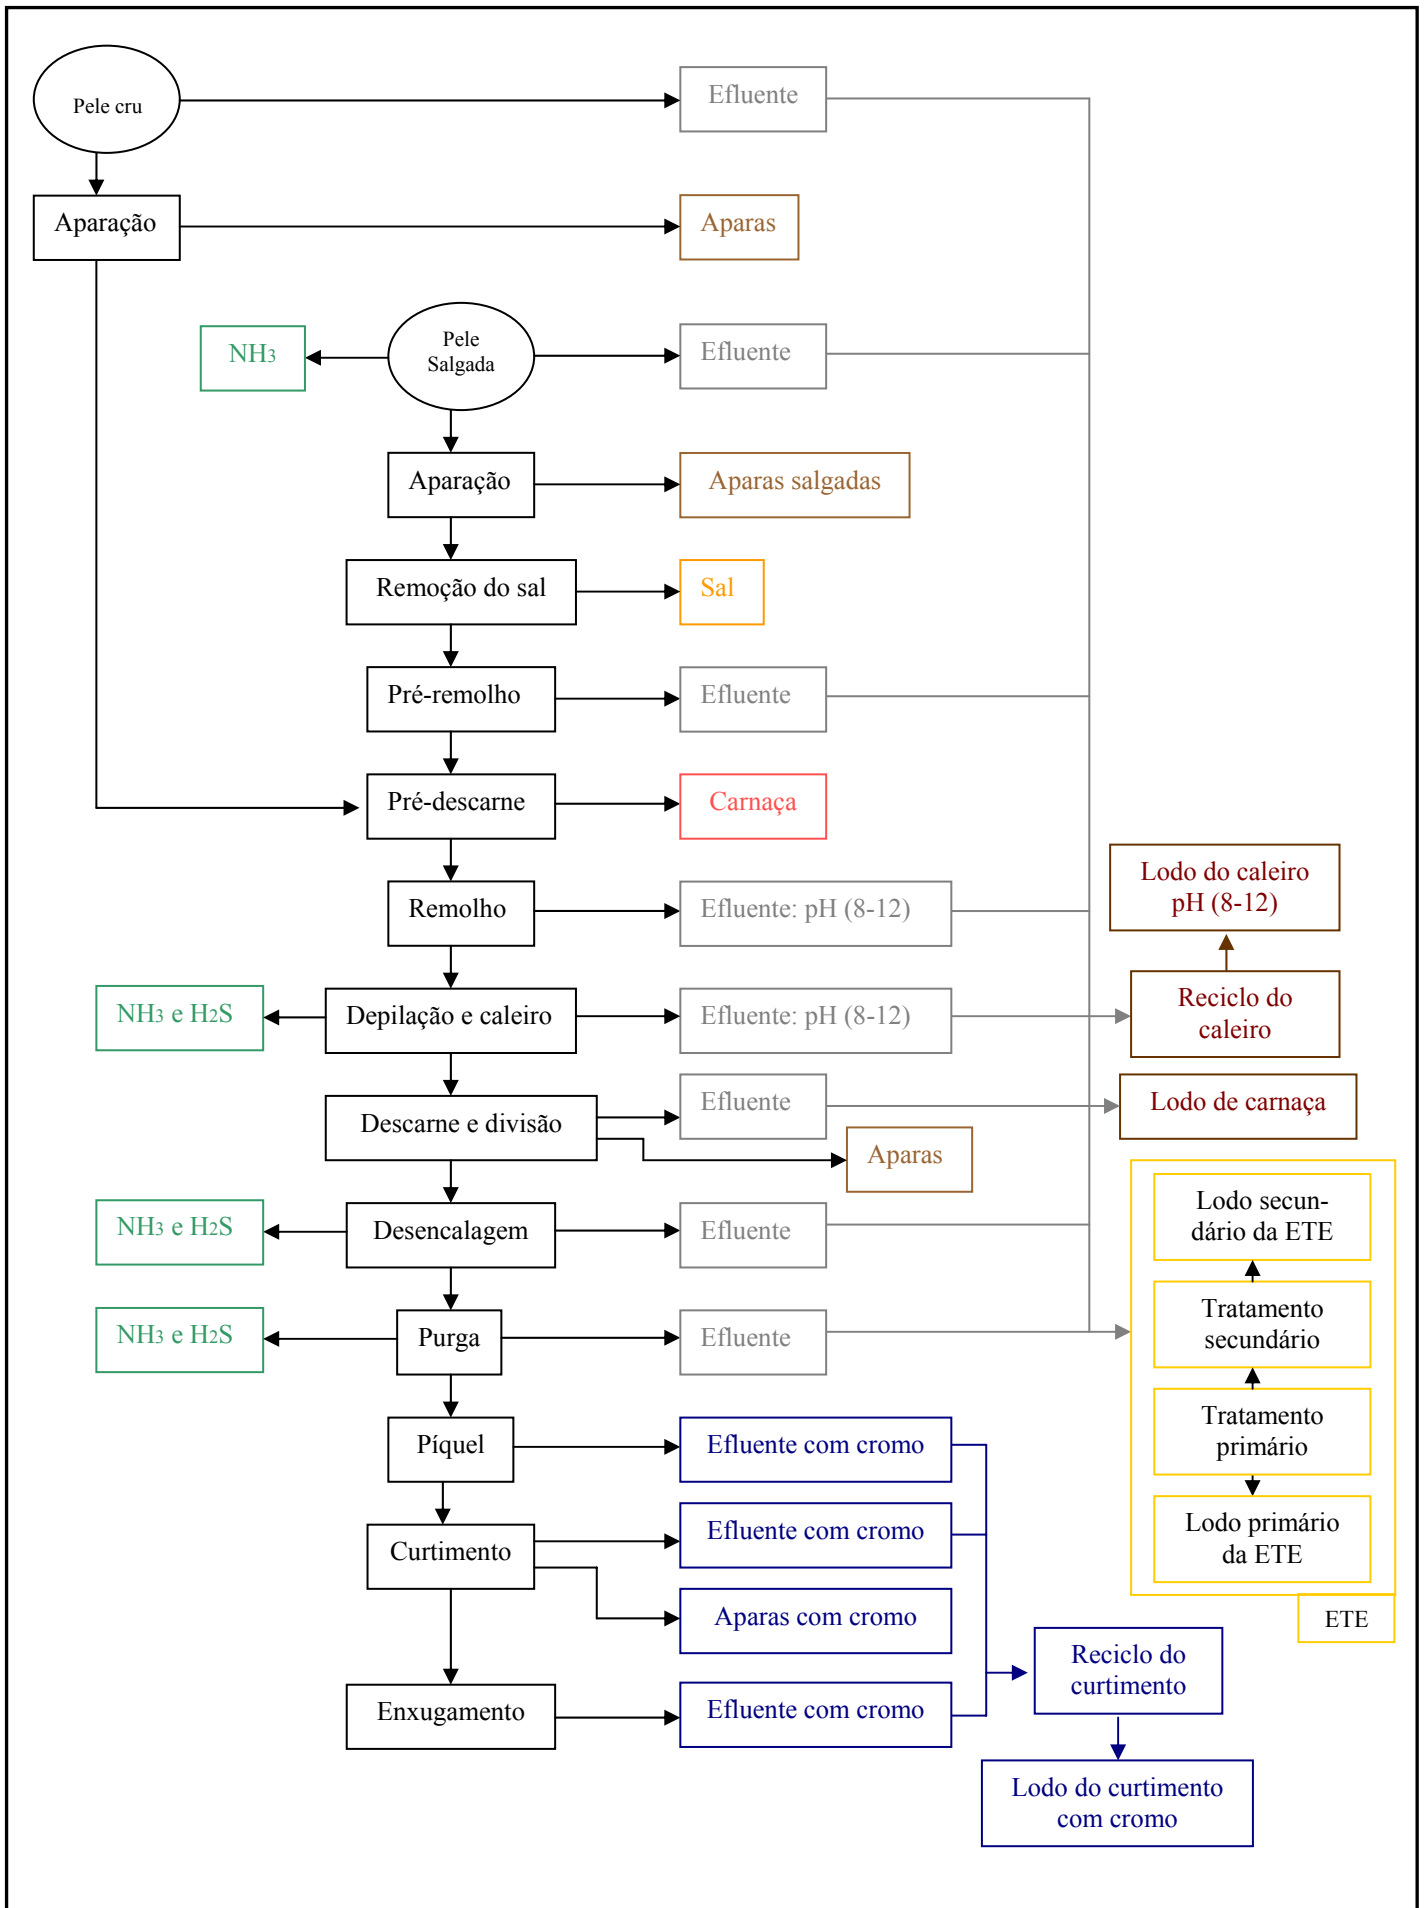 Pele cru
Efluente
Aparação
Aparas
NH3
Pele
Salgada
Efluente
Aparação
Aparas salgadas
Remoção do sal
Sal
Pré-remolho
Efluente
Pré-descarne
Carnaça
Remolho
Efluente: pH (8-12)
Lodo do caleiro
pH (8-12)
NH3 e H2S
Depilação e caleiro
Efluente: pH (8-12)
Reciclo do
caleiro
Descarne e divisão
Efluente
Lodo de carnaça
Aparas
NH3 e H2S
Desencalagem
Efluente
Lodo secun-
dário da ETE
NH3 e H2S
Purga
Efluente
Tratamento
secundário
Píquel
Efluente com cromo
Tratamento
primário
Curtimento
Efluente com cromo
Lodo primário
da ETE
Aparas com cromo
ETE
Enxugamento
Efluente com cromo
Reciclo do
curtimento
Lodo do curtimento
com cromo